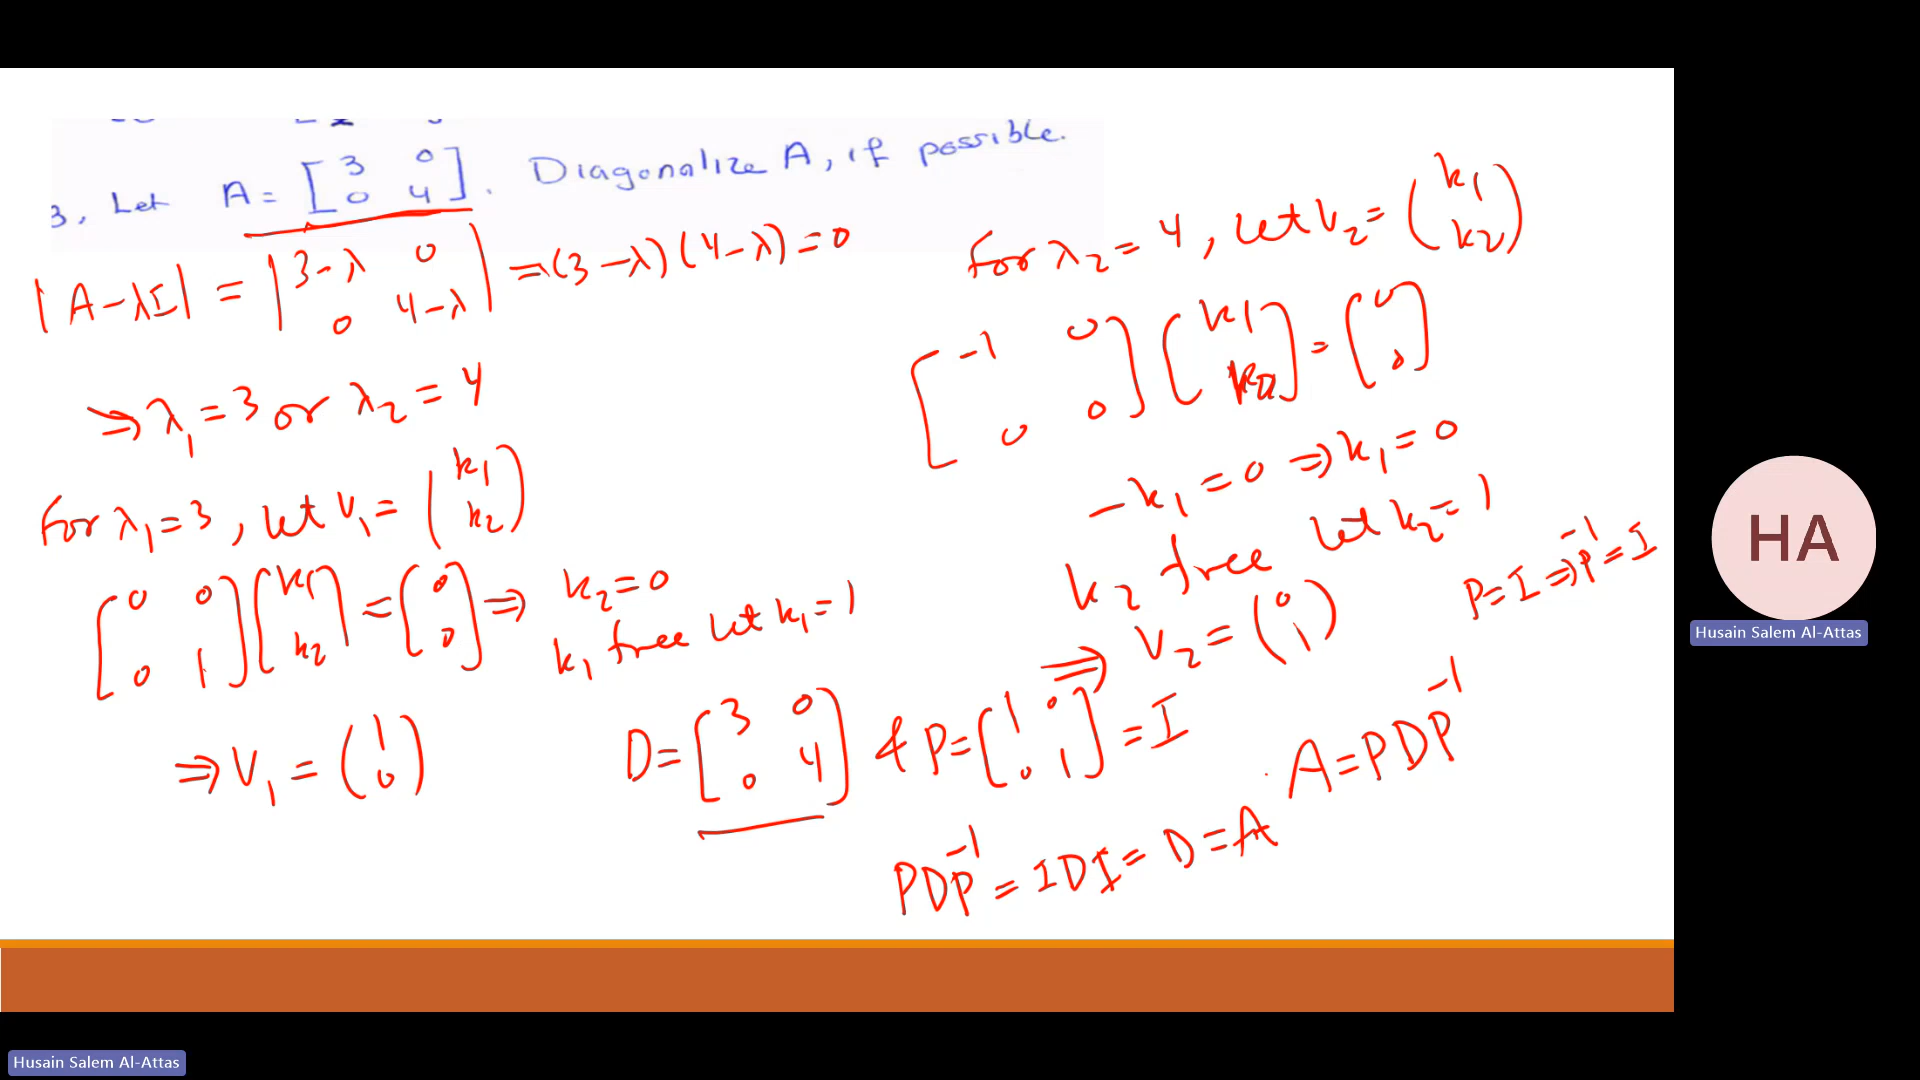 3, Let A = [3 0
0 4]. Diagonalize A, if possible.
|A-λI| = |3-λ 0
0 4-λ| ⇒ (3-λ)(4-λ)=0
⇒ λ1 = 3 or λ2 = 4
For λ1 = 3, let V1 = (k1
k2)
[0 0
0 1] [k1
k2] = [0
0] ⇒ k2 = 0
k1 free let k1 = 1
⇒ V1 = (1
0)
For λ2 = 4, let V2 = (k1
k2)
[-1 0
0 0] [k1
k2] = [0
0]
-k1 = 0 ⇒ k1 = 0
k2 free let k2 = 1
⇒ V2 = (0
1)
P = I ⇒ P^-1 = I
D = [3 0
0 4] & P = [1 0
0 1] = I
A = PDP^-1
PDP^-1 = IDI = D = A
HA
Husain Salem Al-Attas
Husain Salem Al-Attas